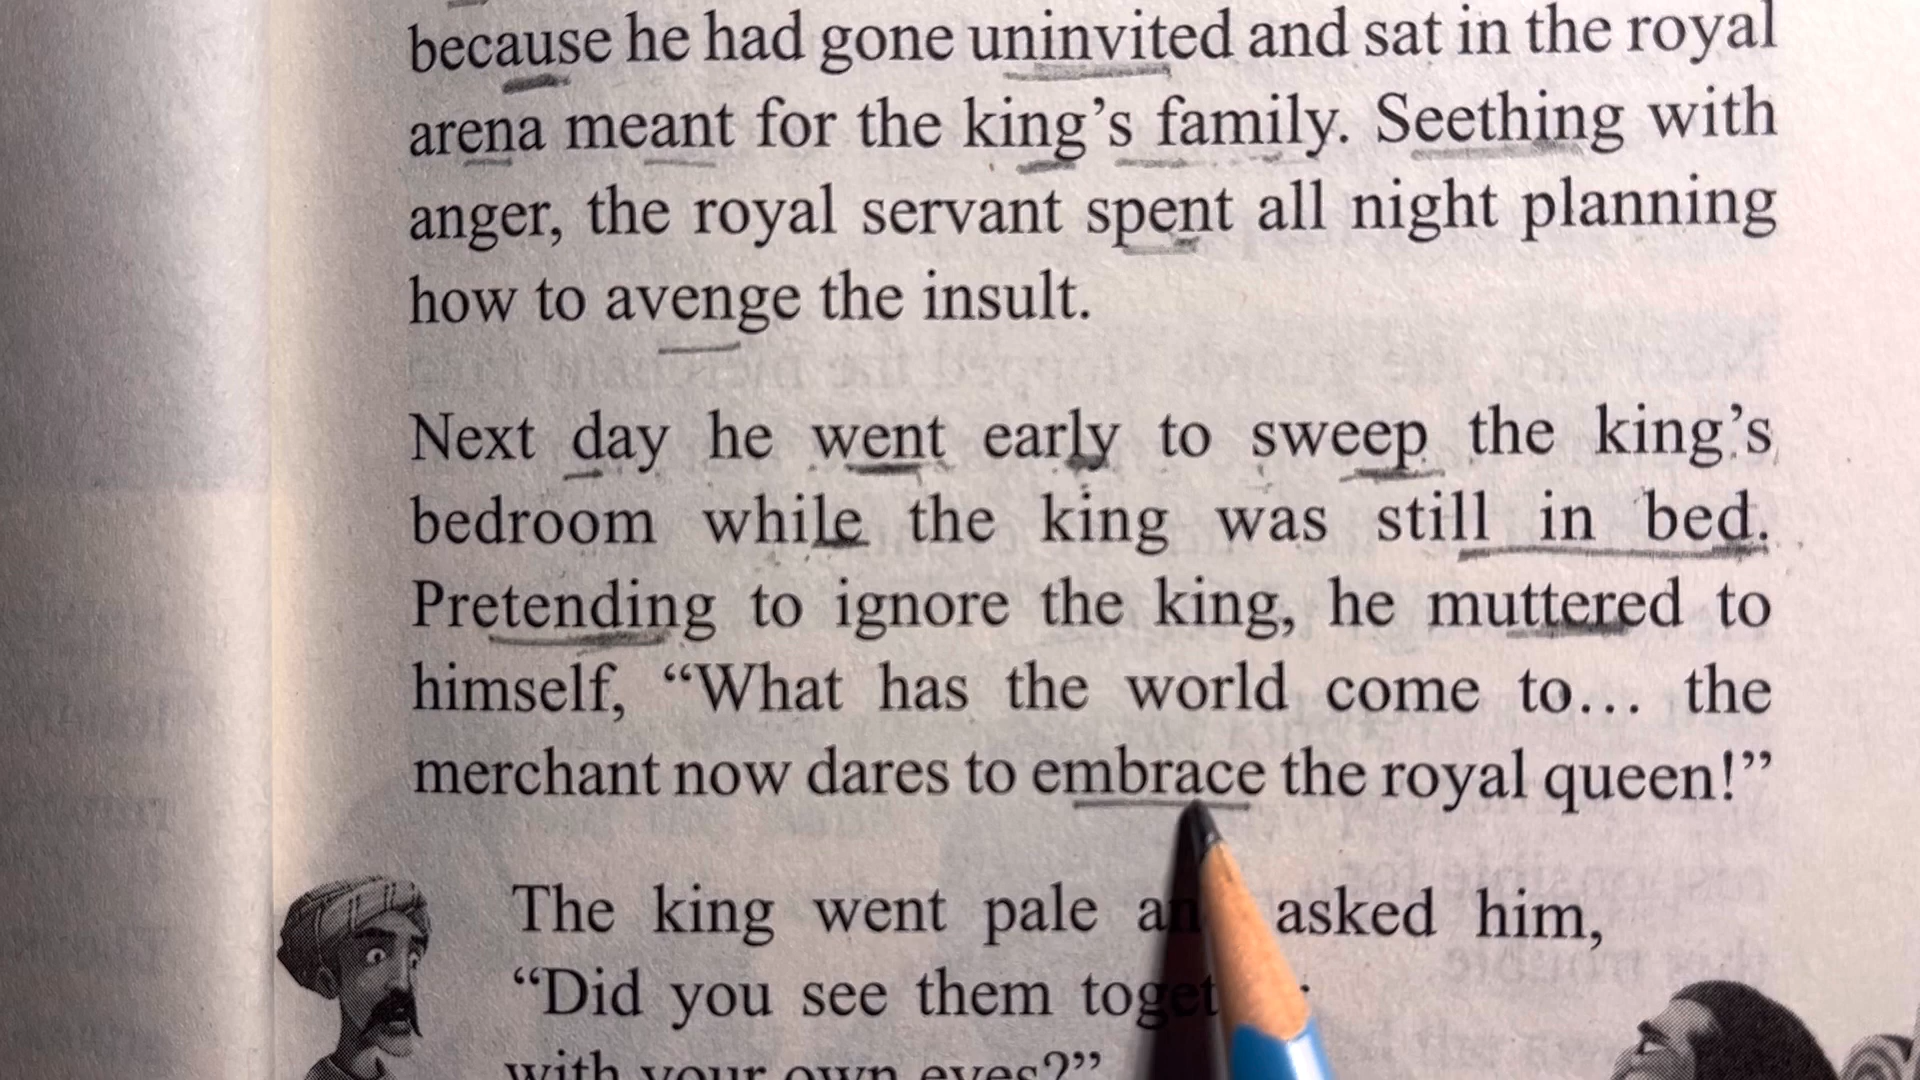 because he had gone uninvited and sat in the royal
arena meant for the king’s family. Seething with
anger, the royal servant spent all night planning
how to avenge the insult.
Next day he went early to sweep the king’s
bedroom while the king was still in bed.
Pretending to ignore the king, he muttered to
himself, “What has the world come to… the
merchant now dares to embrace the royal queen!”
The king went pale asked him,
“Did you see them
with your own eyes?”